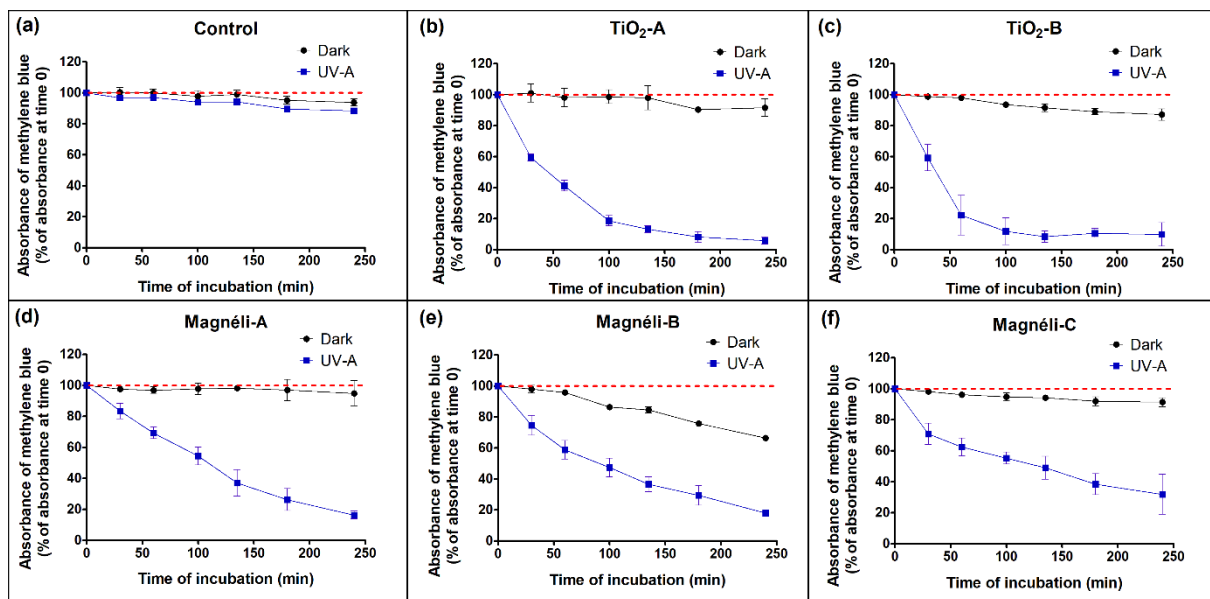 (a)
Control
Dark
UV-A
Absorbance of methylene blue
(% of absorbance at time 0)
120
100
80
60
40
20
0
0 50 100 150 200 250
Time of incubation (min)
(b)
TiO₂-A
Dark
UV-A
Absorbance of methylene blue
(% of absorbance at time 0)
120
100
80
60
40
20
0
0 50 100 150 200 250
Time of incubation (min)
(c)
TiO₂-B
Dark
UV-A
Absorbance of methylene blue
(% of absorbance at time 0)
120
100
80
60
40
20
0
0 50 100 150 200 250
Time of incubation (min)
(d)
Magnéli-A
Dark
UV-A
Absorbance of methylene blue
(% of absorbance at time 0)
120
100
80
60
40
20
0
0 50 100 150 200 250
Time of incubation (min)
(e)
Magnéli-B
Dark
UV-A
Absorbance of methylene blue
(% of absorbance at time 0)
120
100
80
60
40
20
0
0 50 100 150 200 250
Time of incubation (min)
(f)
Magnéli-C
Dark
UV-A
Absorbance of methylene blue
(% of absorbance at time 0)
120
100
80
60
40
20
0
0 50 100 150 200 250
Time of incubation (min)